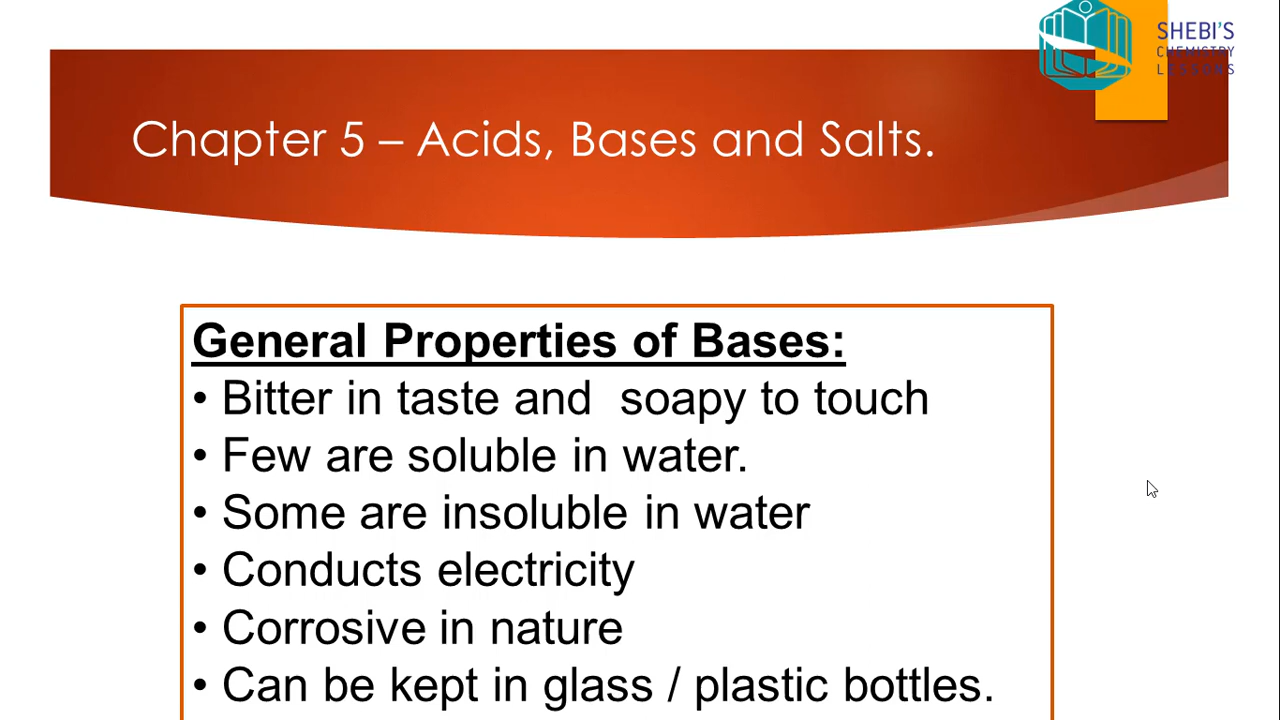 SHEBI'S
CHEMISTRY
LESSONS
Chapter 5 – Acids, Bases and Salts.
General Properties of Bases:
• Bitter in taste and  soapy to touch
• Few are soluble in water.
• Some are insoluble in water
• Conducts electricity
• Corrosive in nature
• Can be kept in glass / plastic bottles.